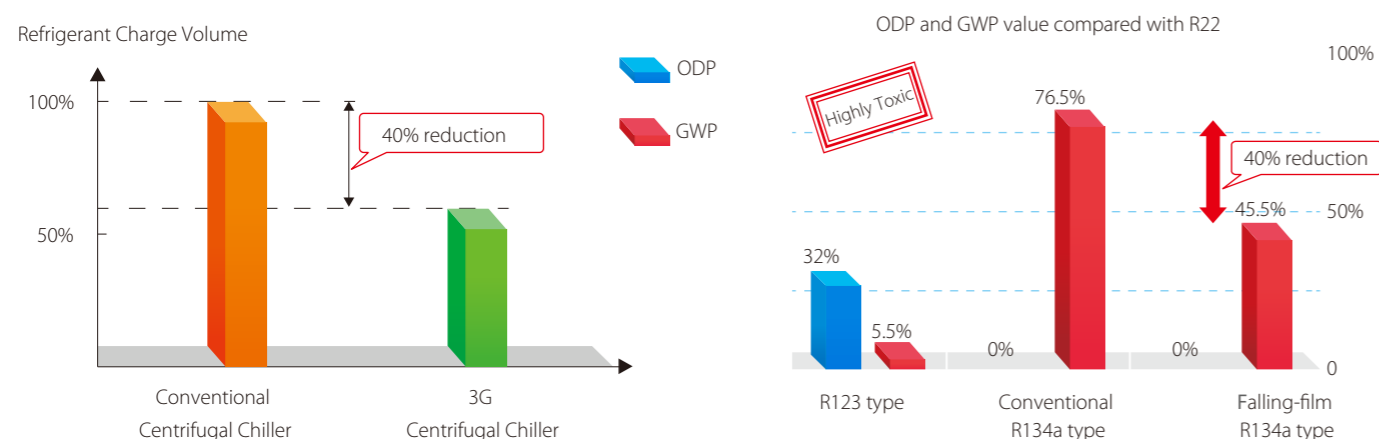 Refrigerant Charge Volume
100%
50%
40% reduction
Conventional
Centrifugal Chiller
3G
Centrifugal Chiller
ODP
GWP
ODP and GWP value compared with R22
100%
50%
0
Highly Toxic
32%
5.5%
0%
76.5%
0%
45.5%
40% reduction
R123 type
Conventional
R134a type
Falling-film
R134a type